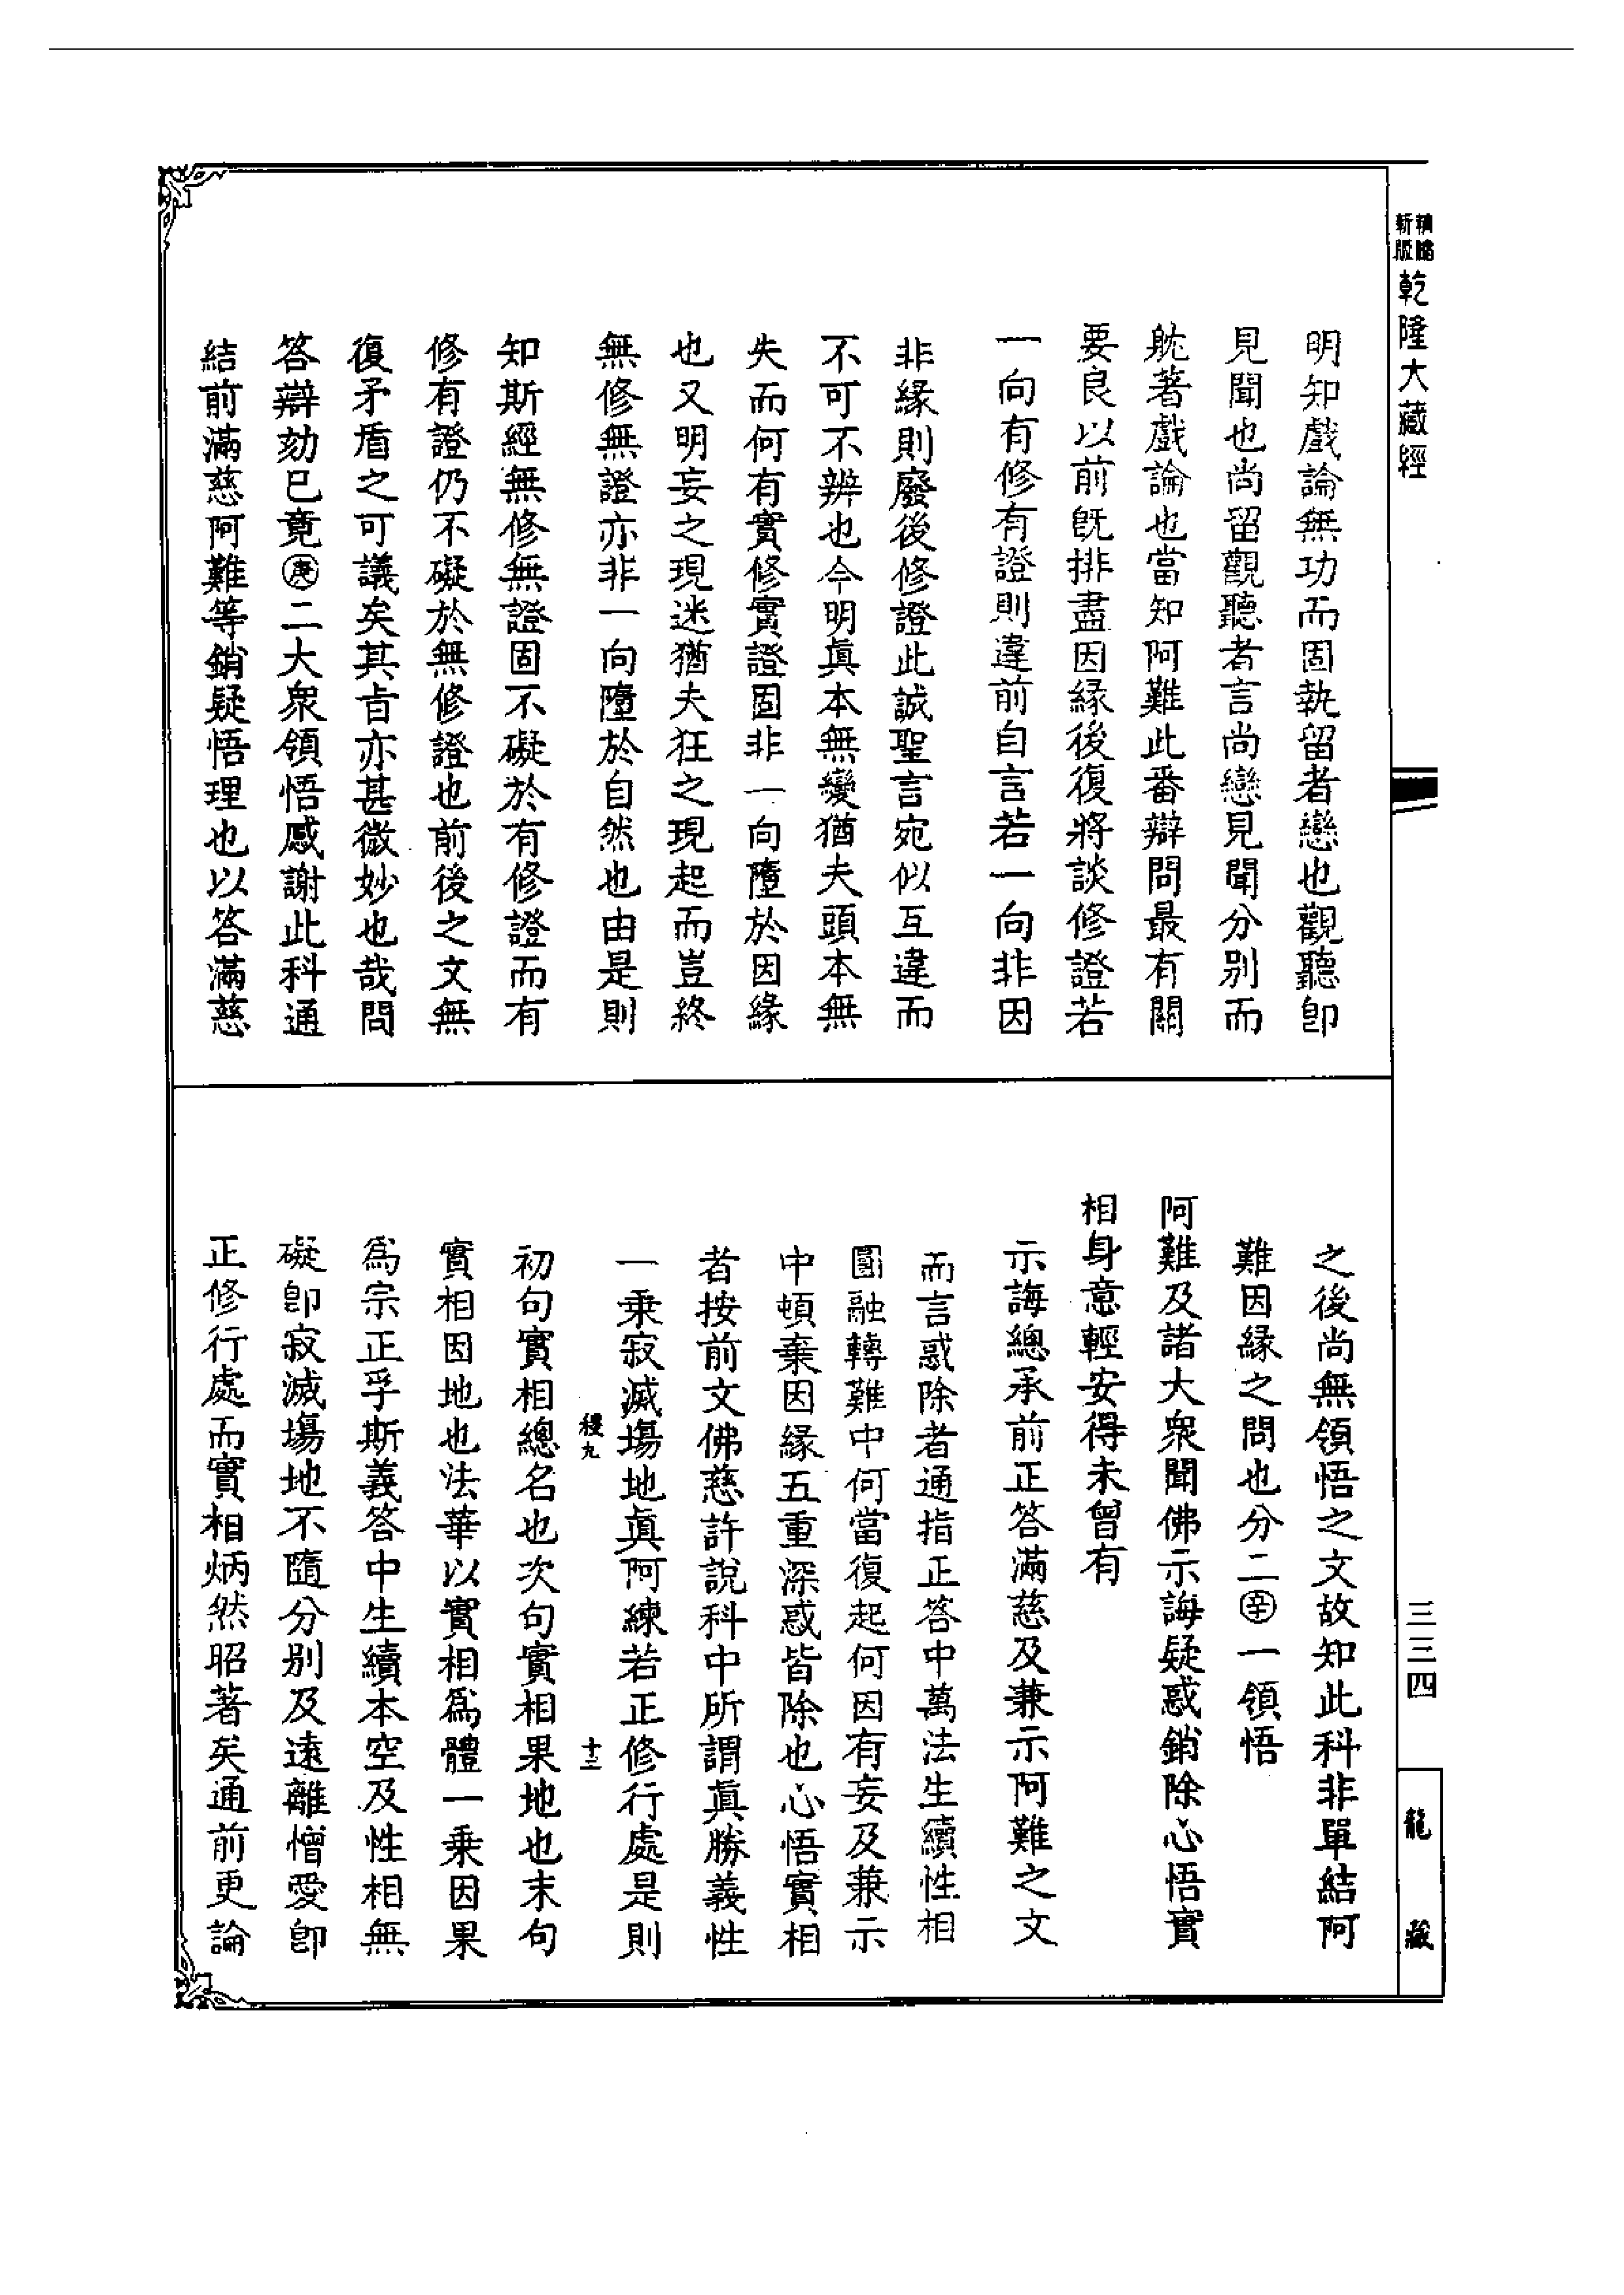 新版
乾隆大藏經
明知戲論無功而固執留者戀也觀聽卽
見聞也尚留觀聽者言尚戀見聞分别而
躭著戲論也當知阿難此番辯問最有關
要良以前旣排盡因緣後復將談修證若
一向有修有證則違前自言若一向非因
非緣則廢後修證此誠聖言宛似互違而
不可不辨也今明眞本無變猶夫頭本無
失而何有實修實證固非一向墮於因緣
也又明妄之現迷猶夫狂之現起而豈終
無修無證亦非一向墮於自然也由是則
知斯經無修無證固不礙於有修證而有
修有證仍不礙於無修證也前後之文無
復矛盾之可議矣其旨亦甚微妙也哉問
答辯劾已竟㊁二大衆領悟感謝此科通
結前滿慈阿難等銷疑悟理也以答滿慈
之後尚無領悟之文故知此科非單結阿
難因緣之問也分二辛一領悟
阿難及諸大衆聞佛示誨疑惑銷除心悟實
相身意輕安得未曾有
示誨總承前正答滿慈及兼示阿難之文
而言惑除者通指正答中萬法生續性相
圓融轉難中何當復起何因有妄及兼示
中頓棄因緣五重深惑皆除也心悟實相
者按前文佛慈許說科中所謂眞勝義性
一乘寂滅塲地眞阿練若正修行處是則
初句實相總名也次句實相果地也末句
實相因地也法華以實相爲體一乘因果
爲宗正孚斯義答中生續本空及性相無
礙卽寂滅塲地不隨分别及遠離憎愛卽
正修行處而實相炳然昭著矣通前更論
十三
三三四
龍藏